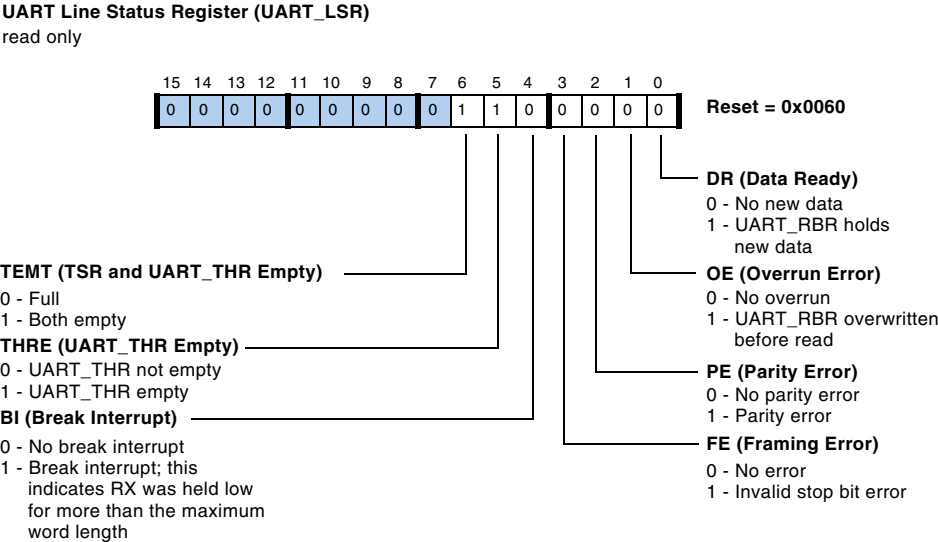 UART Line Status Register (UART_LSR)
read only
15 14 13 12 11 10 9 8 7 6 5 4 3 2 1 0
0 0 0 0 0 0 0 0 0 1 1 0 0 0 0 0
Reset = 0x0060
DR (Data Ready)
0 - No new data
1 - UART_RBR holds
new data
OE (Overrun Error)
0 - No overrun
1 - UART_RBR overwritten
before read
PE (Parity Error)
0 - No parity error
1 - Parity error
FE (Framing Error)
0 - No error
1 - Invalid stop bit error
TEMT (TSR and UART_THR Empty)
0 - Full
1 - Both empty
THRE (UART_THR Empty)
0 - UART_THR not empty
1 - UART_THR empty
BI (Break Interrupt)
0 - No break interrupt
1 - Break interrupt; this
indicates RX was held low
for more than the maximum
word length